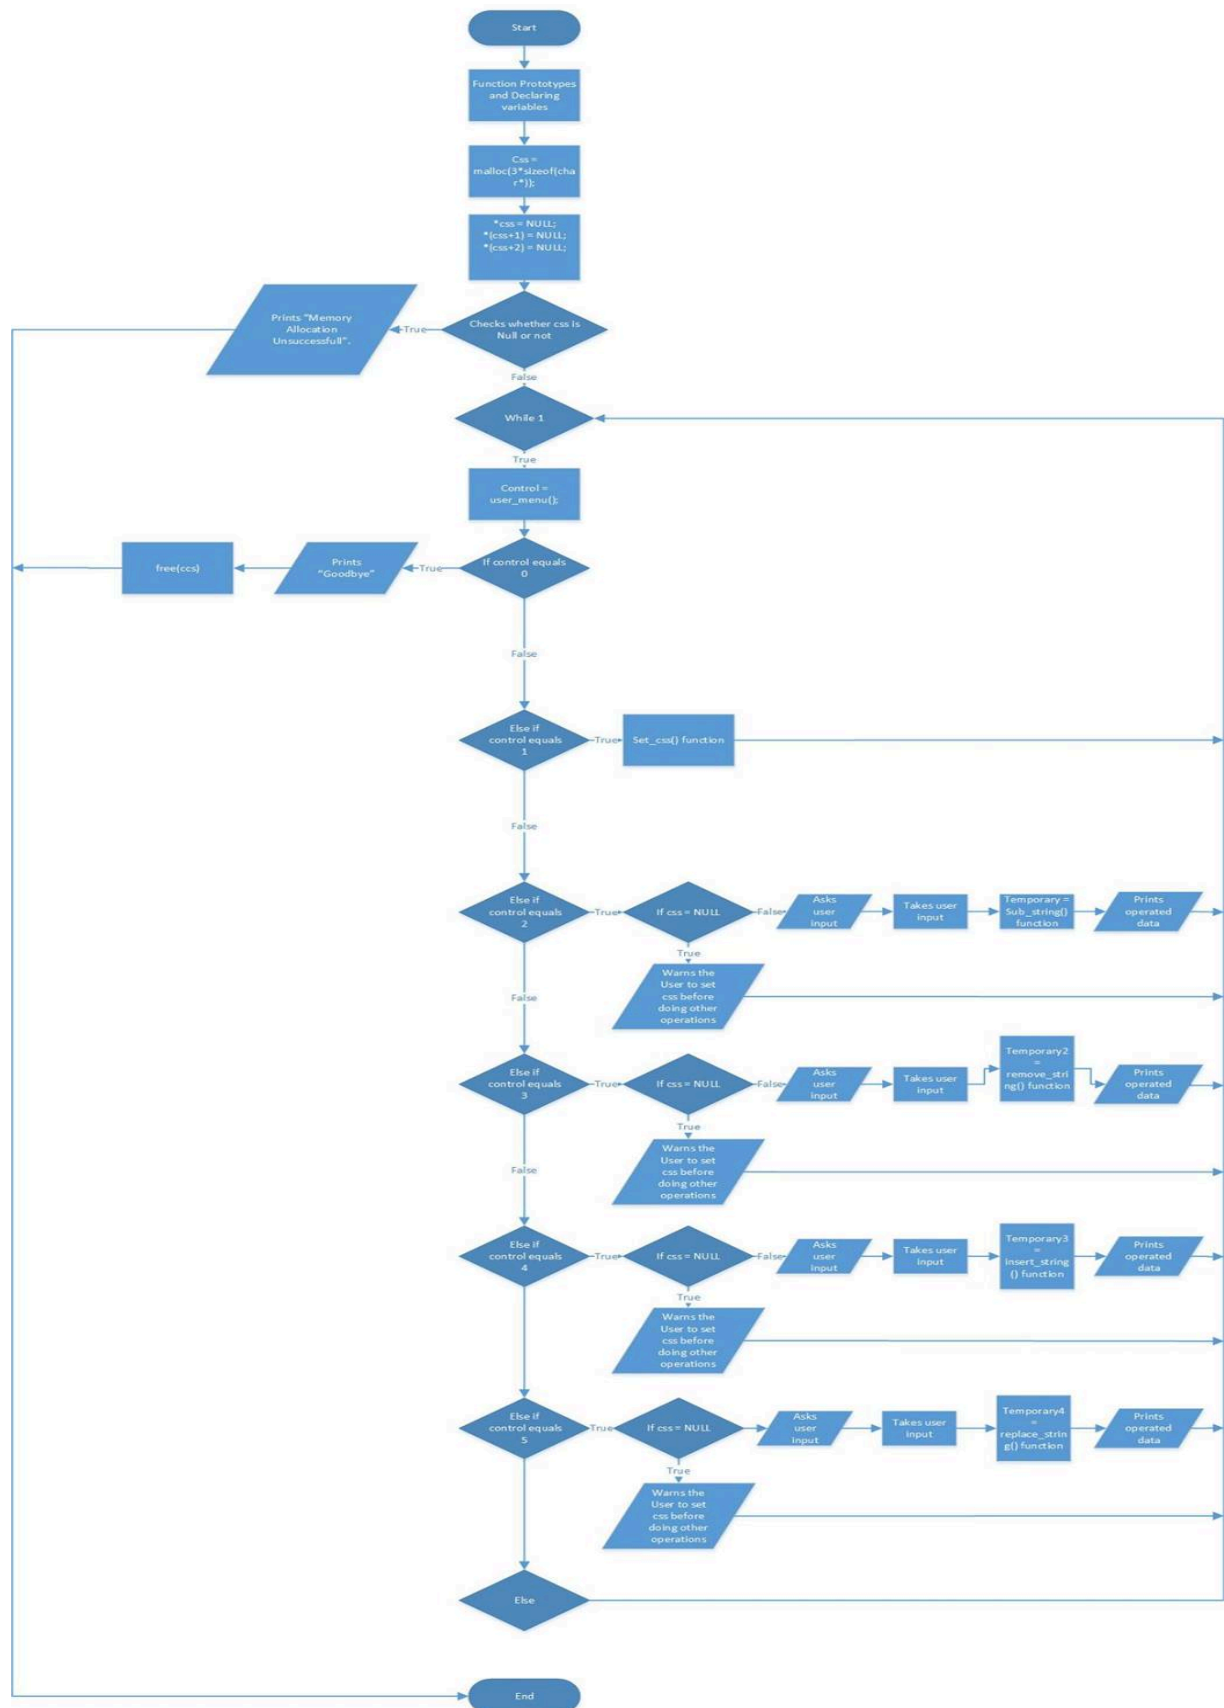 Start
Function Prototypes
and Declaring
variables
Css =
malloc(3*sizeof(cha
r*));
*css = NULL;
*(css+1) = NULL;
*(css+2) = NULL;
Prints "Memory
Allocation
Unsuccessfull".
True
Checks whether css is
Null or not
False
While 1
True
Control =
user_menu();
free(ccs)
Prints
"Goodbye"
True
If control equals
0
False
Else if
control equals
1
True
Set_css() function
False
Else if
control equals
2
True
If css = NULL
False
Asks
user
input
Takes user
input
Temporary =
Sub_string()
function
Prints
operated
data
True
Warns the
User to set
css before
doing other
operations
False
Else if
control equals
3
True
If css = NULL
False
Asks
user
input
Takes user
input
Temporary2
=
remove_stri
ng() function
Prints
operated
data
True
Warns the
User to set
css before
doing other
operations
False
Else if
control equals
4
True
If css = NULL
False
Asks
user
input
Takes user
input
Temporary3
=
insert_string
() function
Prints
operated
data
True
Warns the
User to set
css before
doing other
operations
Else if
control equals
5
True
If css = NULL
Asks
user
input
Takes user
input
Temporary4
=
replace_strin
g() function
Prints
operated
data
True
Warns the
User to set
css before
doing other
operations
Else
End